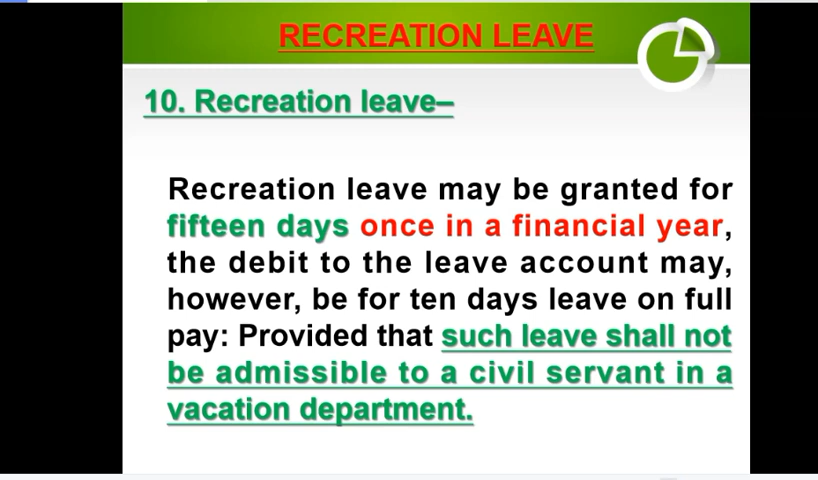 RECREATION LEAVE
10. Recreation leave–
Recreation leave may be granted for
fifteen days once in a financial year,
the debit to the leave account may,
however, be for ten days leave on full
pay: Provided that such leave shall not
be admissible to a civil servant in a
vacation department.